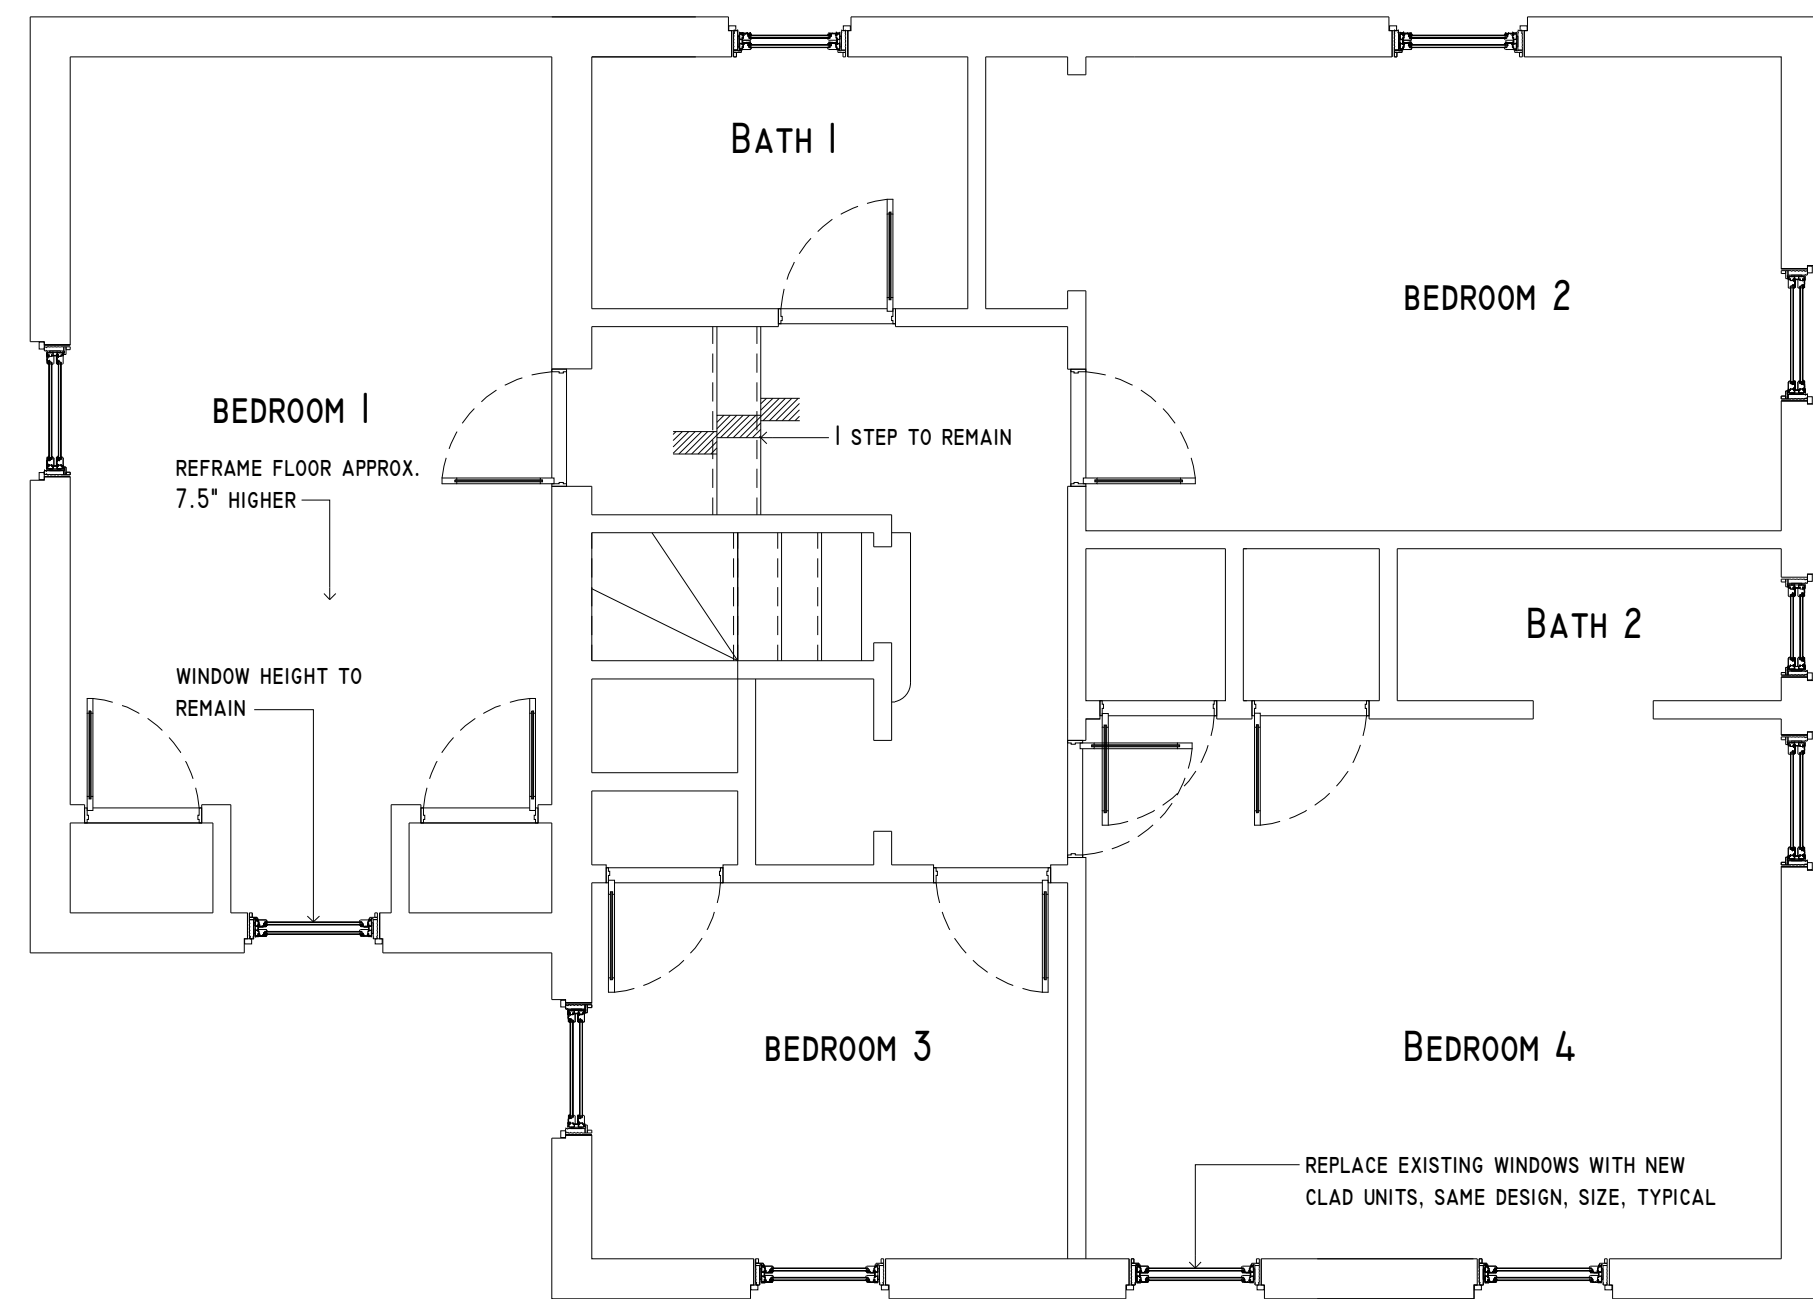 BATH 1
BEDROOM 2
BEDROOM 1
REFRAME FLOOR APPROX.
7.5" HIGHER
1 STEP TO REMAIN
BATH 2
WINDOW HEIGHT TO
REMAIN
BEDROOM 3
BEDROOM 4
REPLACE EXISTING WINDOWS WITH NEW
CLAD UNITS, SAME DESIGN, SIZE, TYPICAL